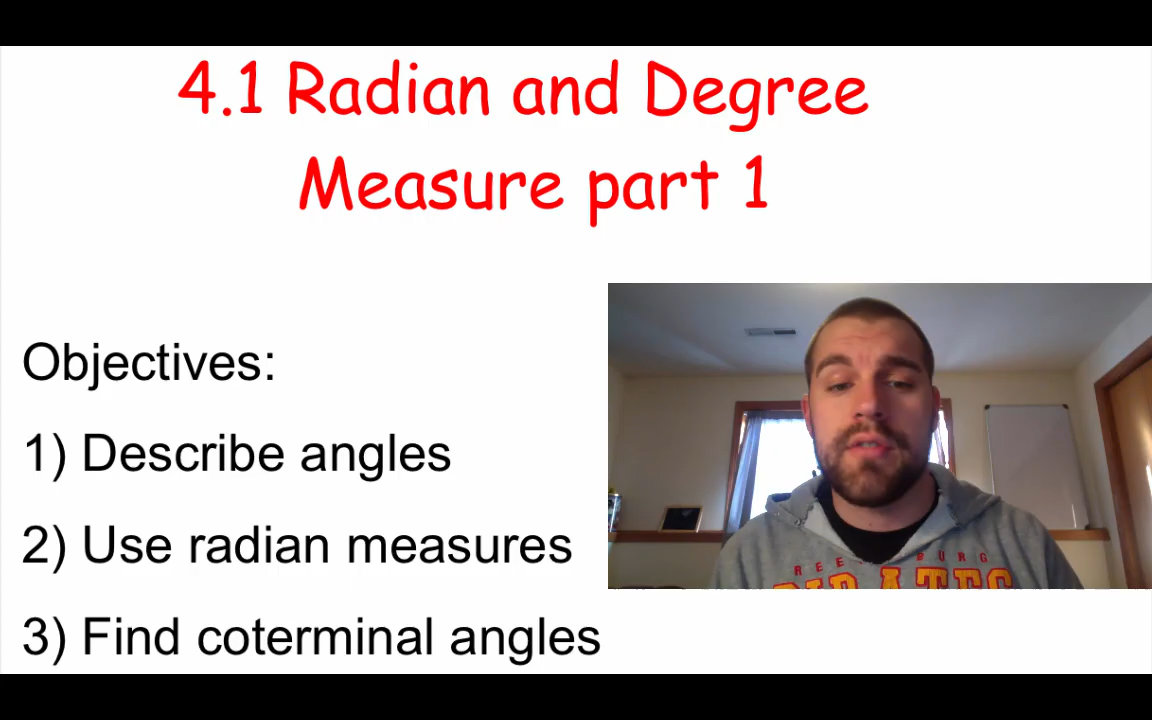 4.1 Radian and Degree
Measure part 1
Objectives:
1) Describe angles
2) Use radian measures
3) Find coterminal angles
PIRATES